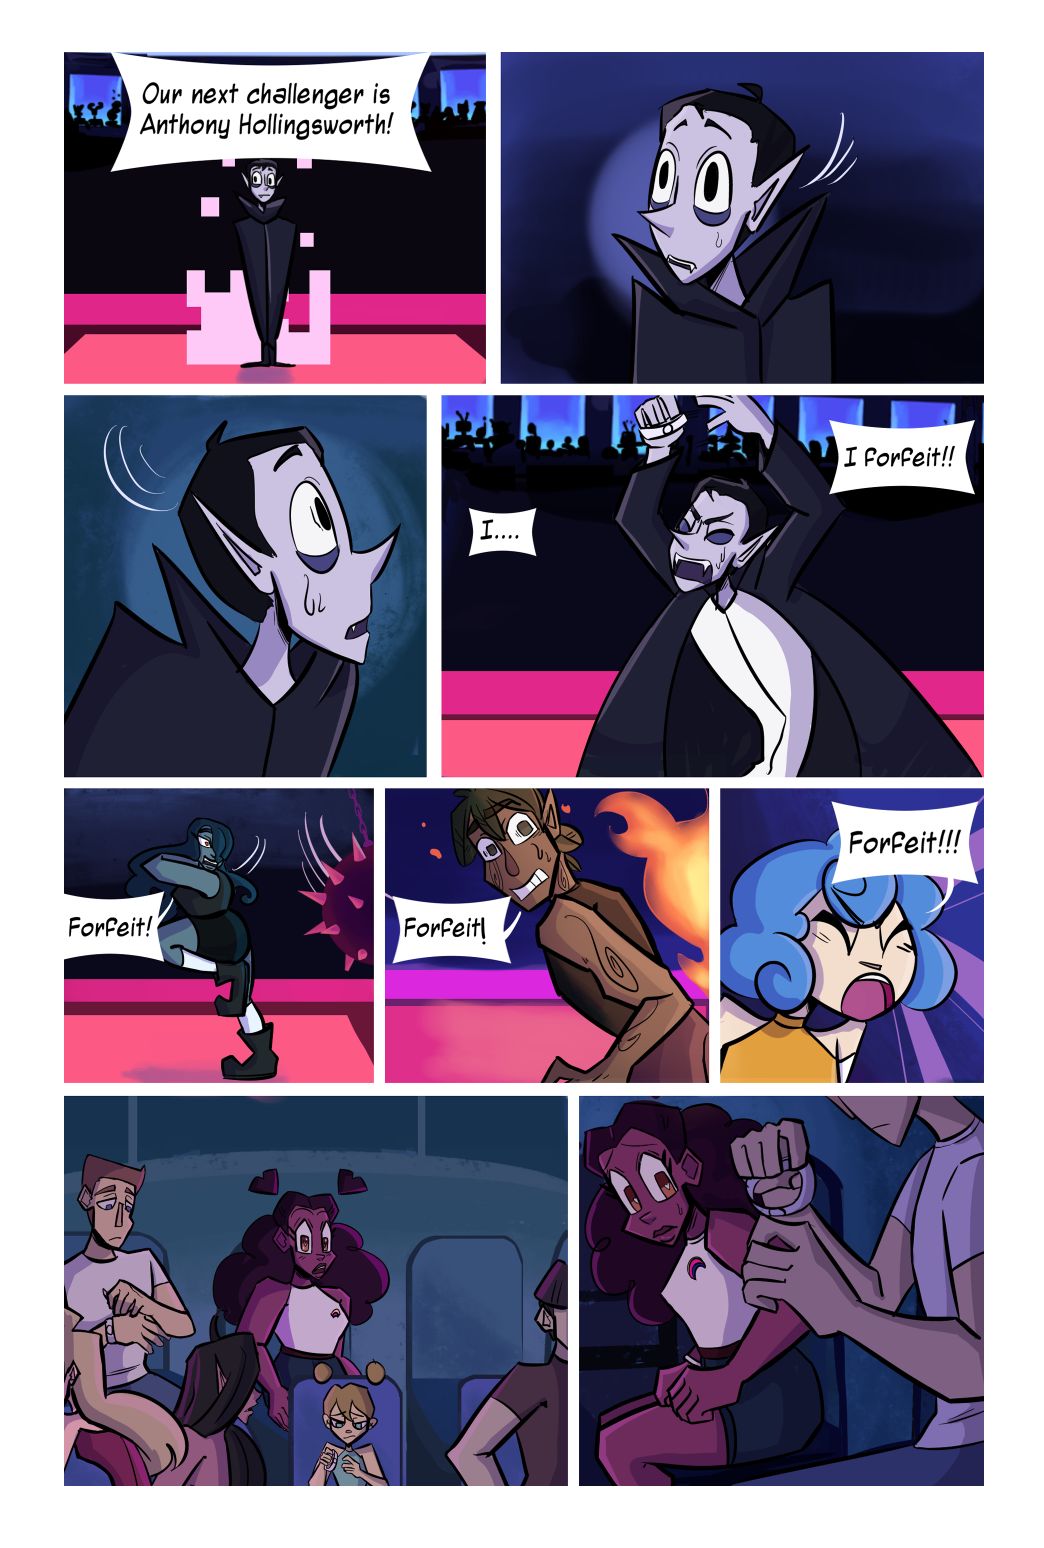 Our next challenger is
Anthony Hollingsworth!
I....
I forfeit!!
Forfeit!
Forfeit!
Forfeit!!!